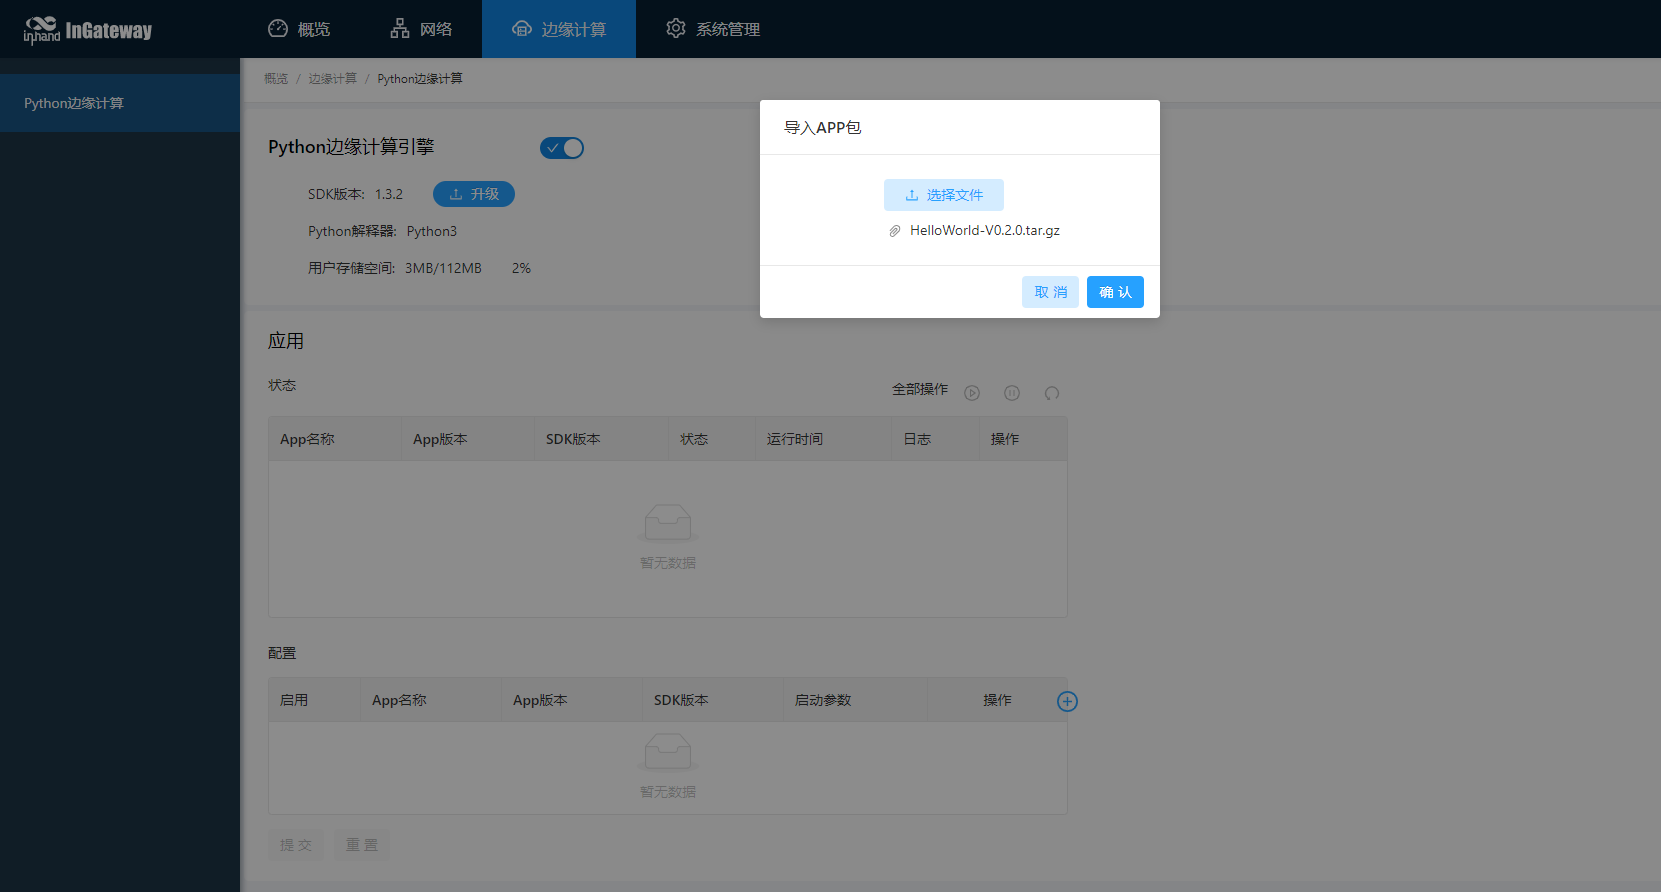 inhand InGateway
概览
网络
边缘计算
系统管理
Python边缘计算
概览 / 边缘计算 / Python边缘计算
Python边缘计算引擎
SDK版本: 1.3.2
升级
Python解释器: Python3
用户存储空间: 3MB/112MB 2%
导入APP包
选择文件
HelloWorld-V0.2.0.tar.gz
取 消
确 认
应用
状态
全部操作
App名称 App版本 SDK版本 状态 运行时间 日志 操作
暂无数据
配置
启用 App名称 App版本 SDK版本 启动参数 操作
暂无数据
提 交
重 置